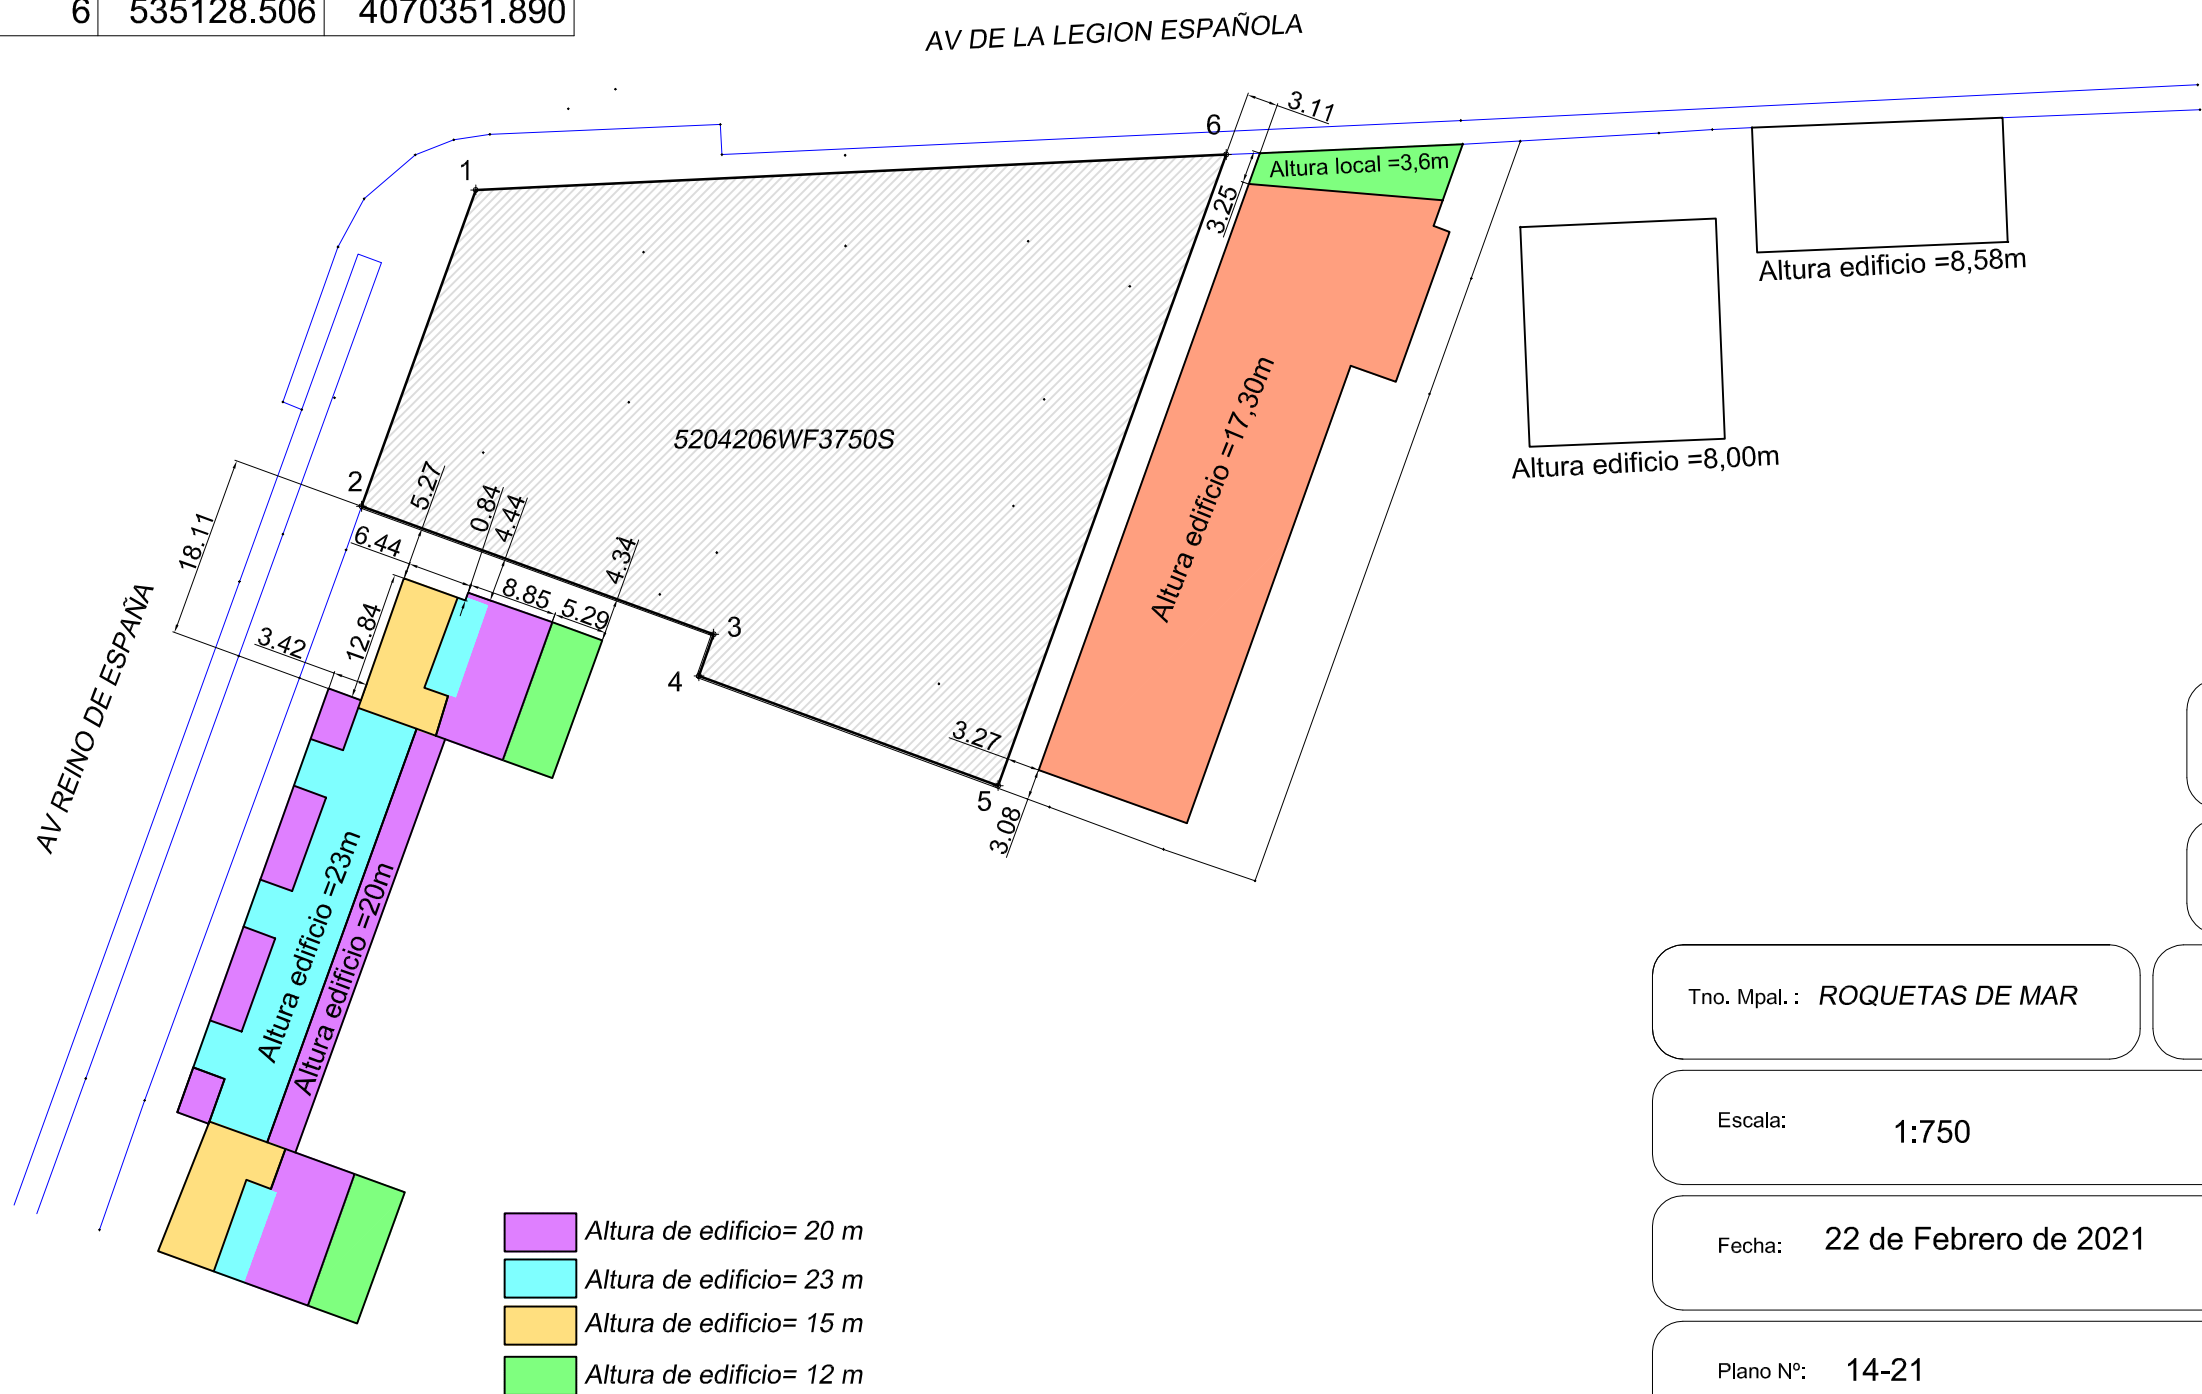 6 535128.506 4070351.890
AV DE LA LEGION ESPAÑOLA
3.11
6
1
Altura local =3,6m
3.25
Altura edificio =8,58m
Altura edificio =17,30m
5204206WF3750S
Altura edificio =8,00m
2
5.27
0.84
4.44
18.11
6.44
4.34
8.85
5.29
12.84
3.42
3
4
AV REINO DE ESPAÑA
3.27
5
3.08
Altura edificio =23m
Altura edificio =20m
Tno. Mpal. : ROQUETAS DE MAR
Escala: 1:750
Fecha: 22 de Febrero de 2021
Plano Nº: 14-21
Altura de edificio= 20 m
Altura de edificio= 23 m
Altura de edificio= 15 m
Altura de edificio= 12 m